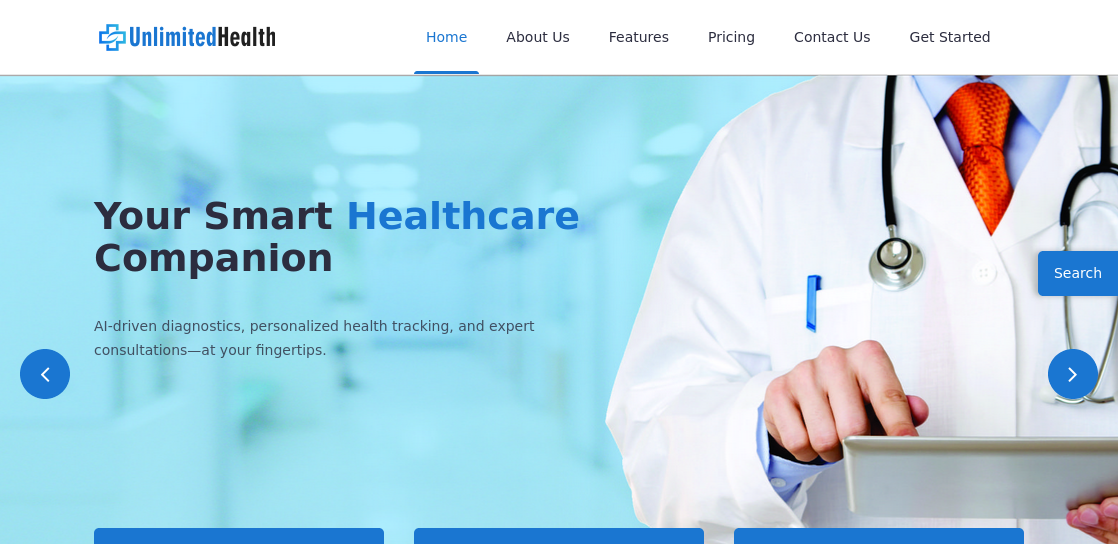 UnlimitedHealth
Home About Us Features Pricing Contact Us Get Started
Your Smart Healthcare
Companion
Search
AI-driven diagnostics, personalized health tracking, and expert
consultations—at your fingertips.